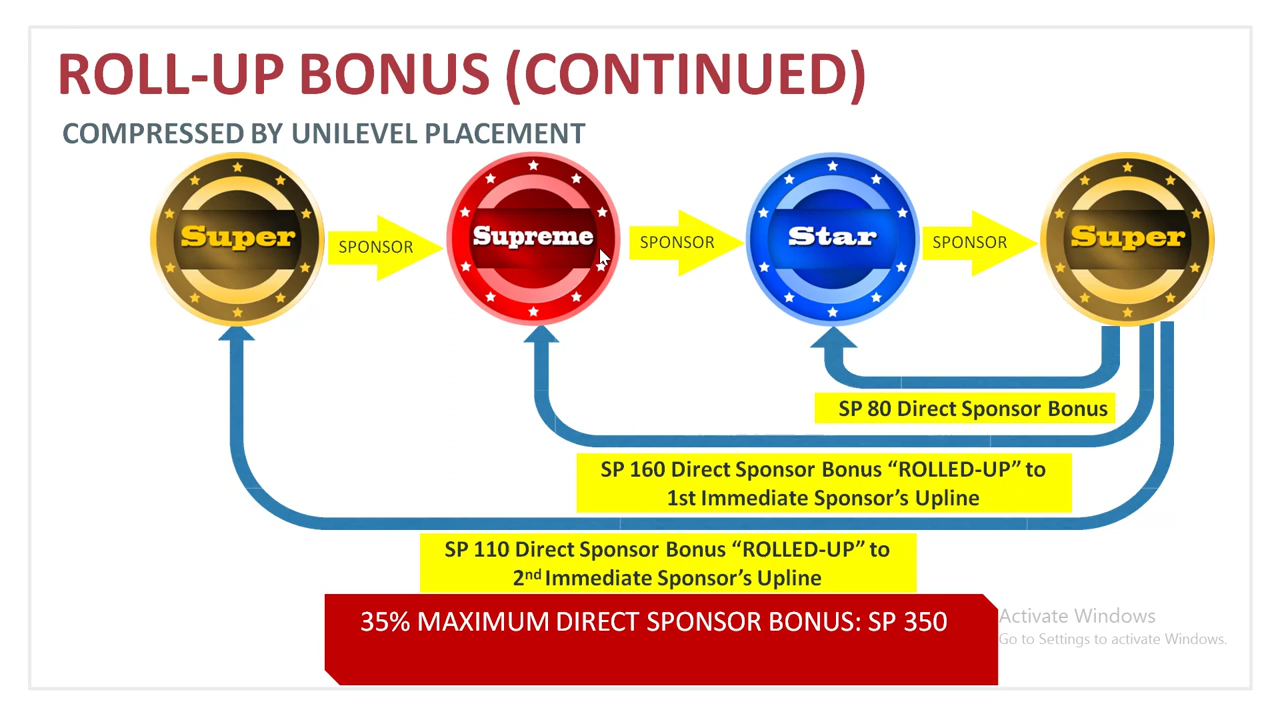 ROLL-UP BONUS (CONTINUED)
COMPRESSED BY UNILEVEL PLACEMENT
Super
SPONSOR
Supreme
SPONSOR
Star
SPONSOR
Super
SP 80 Direct Sponsor Bonus
SP 160 Direct Sponsor Bonus “ROLLED-UP” to
1st Immediate Sponsor’s Upline
SP 110 Direct Sponsor Bonus “ROLLED-UP” to
2nd Immediate Sponsor’s Upline
35% MAXIMUM DIRECT SPONSOR BONUS: SP 350
Activate Windows
Go to Settings to activate Windows.